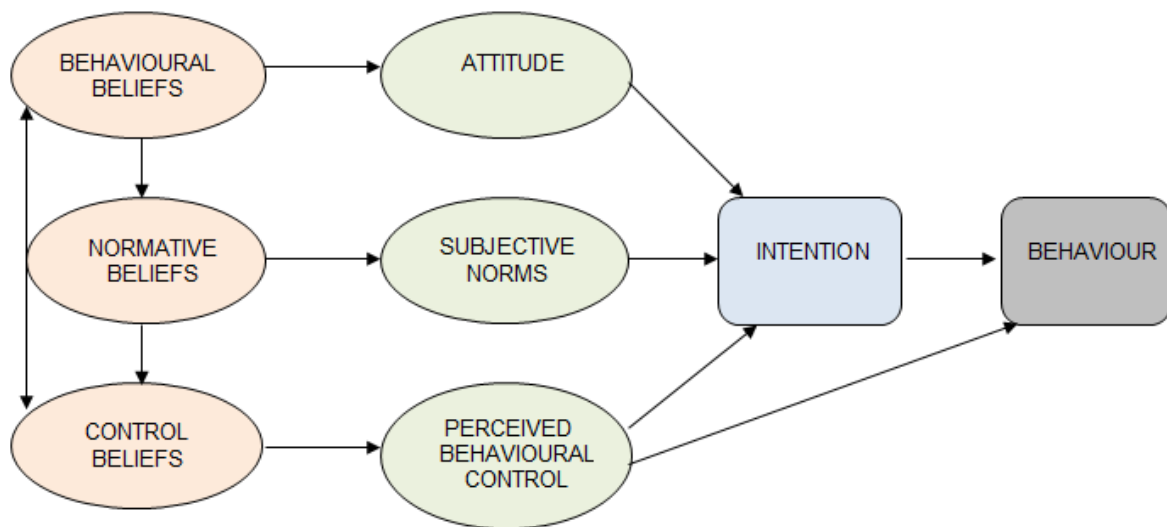 BEHAVIOURAL
BELIEFS
ATTITUDE
NORMATIVE
BELIEFS
SUBJECTIVE
NORMS
INTENTION
BEHAVIOUR
CONTROL
BELIEFS
PERCEIVED
BEHAVIOURAL
CONTROL